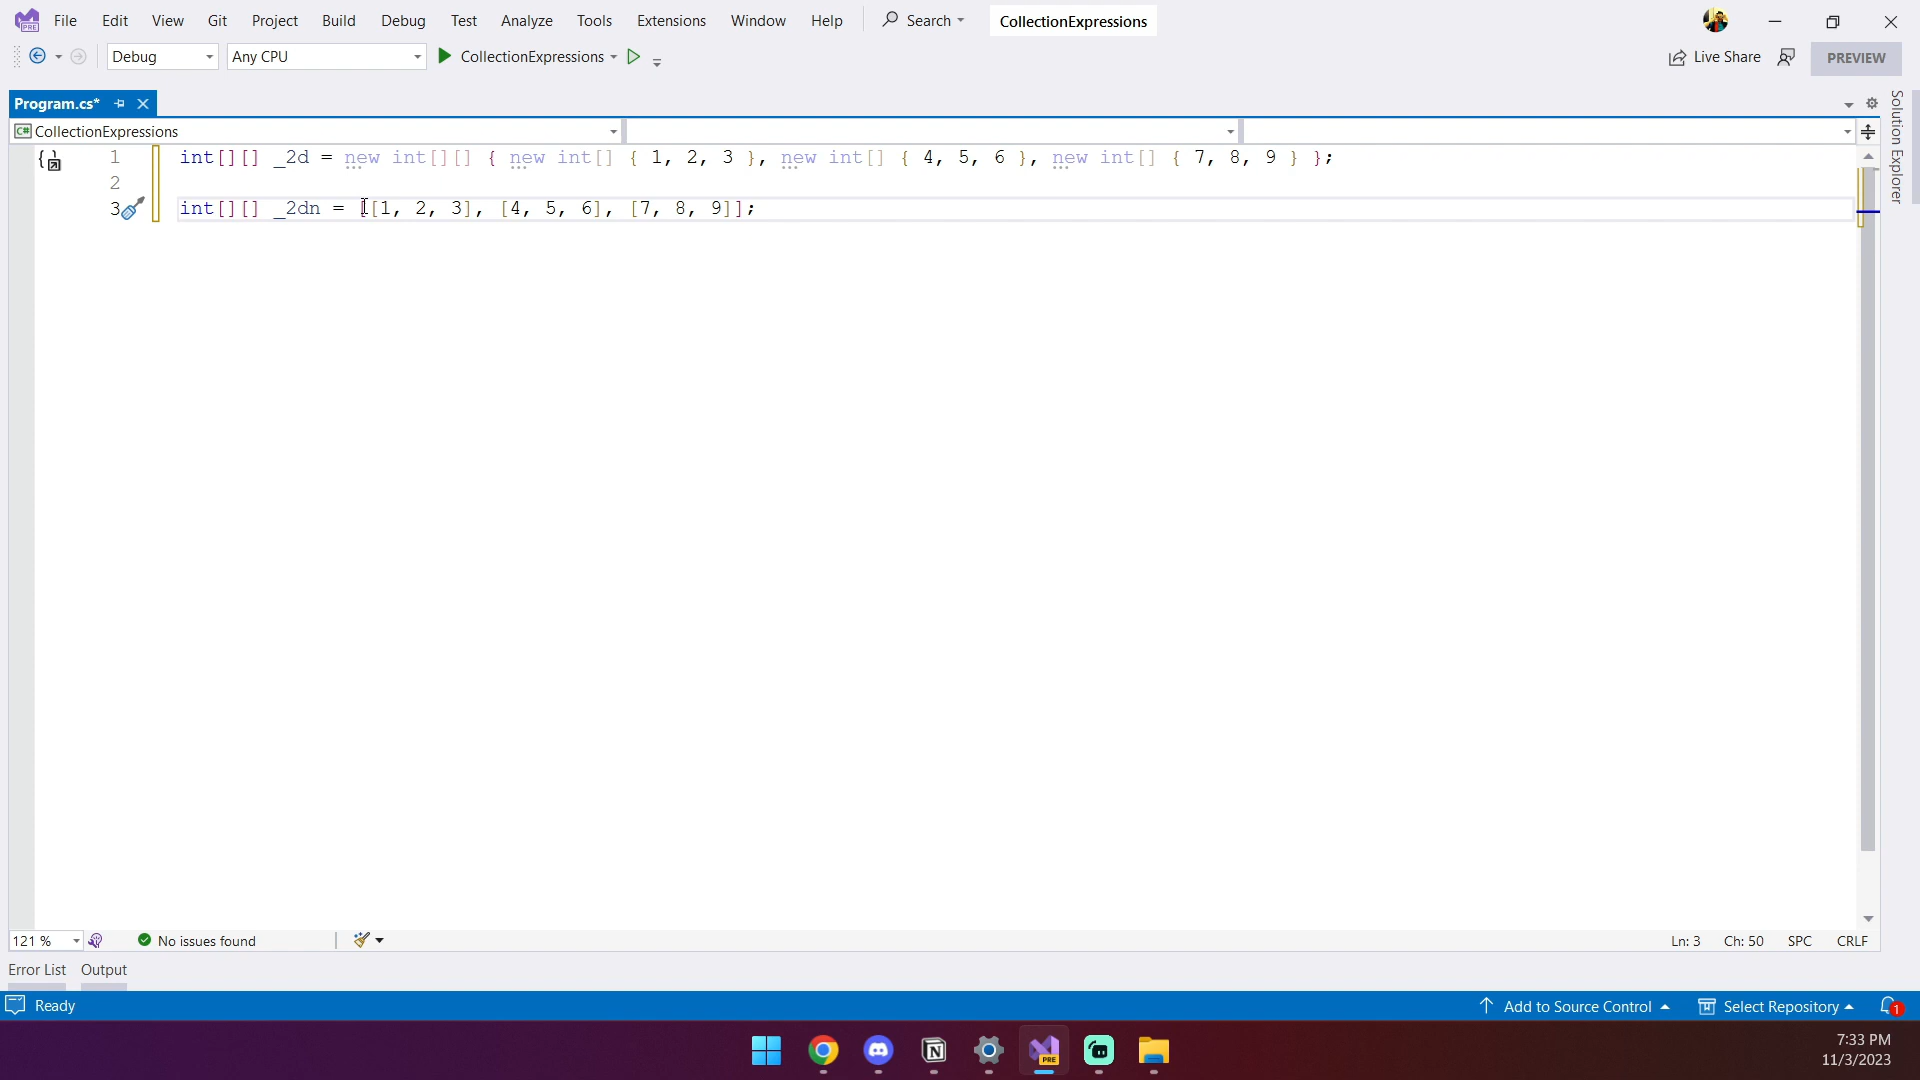 File Edit View Git Project Build Debug Test Analyze Tools Extensions Window Help Search CollectionExpressions
Debug Any CPU CollectionExpressions Live Share PREVIEW
Program.cs*
C# CollectionExpressions
1 int[][] _2d = new int[][] { new int[] { 1, 2, 3 }, new int[] { 4, 5, 6 }, new int[] { 7, 8, 9 } };
2
3 int[][] _2dn = [[1, 2, 3], [4, 5, 6], [7, 8, 9]];
Solution Explorer
121 % No issues found Ln: 3 Ch: 50 SPC CRLF
Error List Output
Ready Add to Source Control Select Repository 1
PRE
7:33 PM
11/3/2023